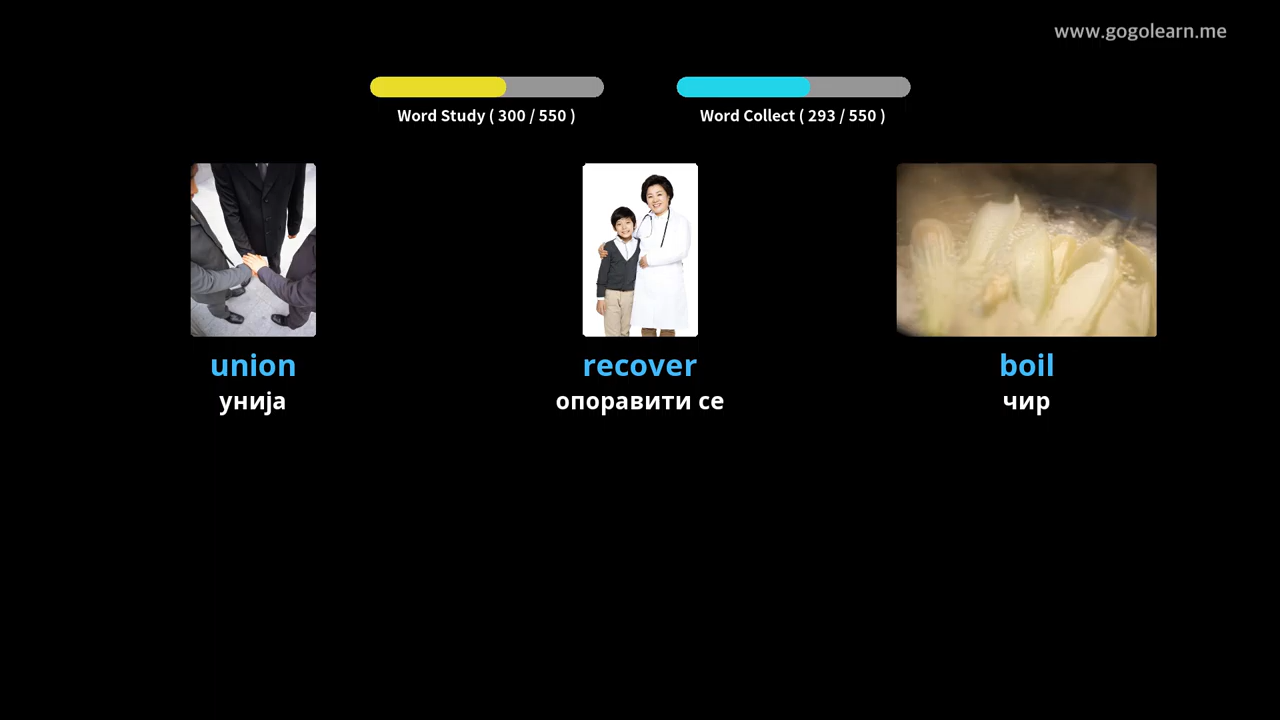 www.gogolearn.me
Word Study ( 300 / 550 )
Word Collect ( 293 / 550 )
union
унија
recover
опоравити се
boil
чир